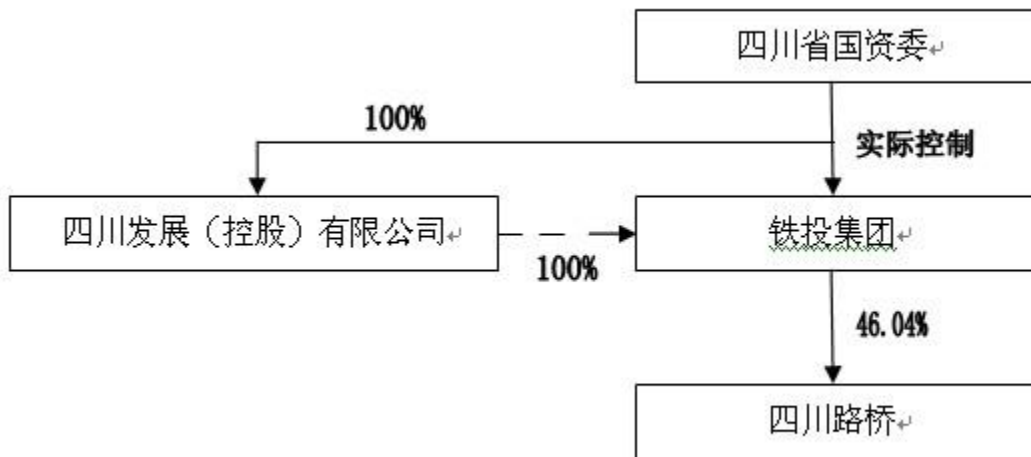 四川省国资委
100%
实际控制
四川发展（控股）有限公司
100%
铁投集团
46.04%
四川路桥